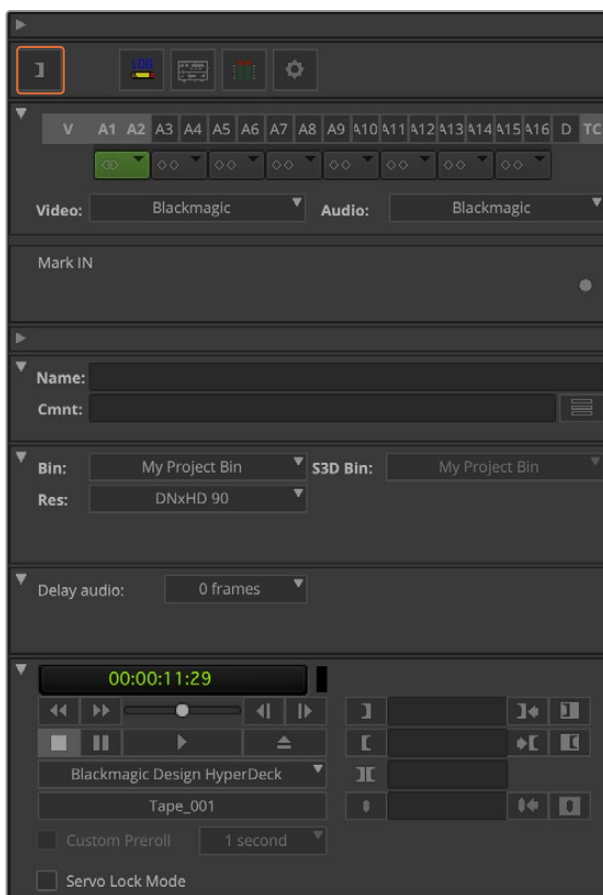 LOG
V A1 A2 A3 A4 A5 A6 A7 A8 A9 A10 A11 A12 A13 A14 A15 A16 D TC
Video: Blackmagic Audio: Blackmagic
Mark IN
Name:
Cmnt:
Bin: My Project Bin S3D Bin: My Project Bin
Res: DNxHD 90
Delay audio: 0 frames
00:00:11:29
Blackmagic Design HyperDeck
Tape_001
Custom Preroll 1 second
Servo Lock Mode